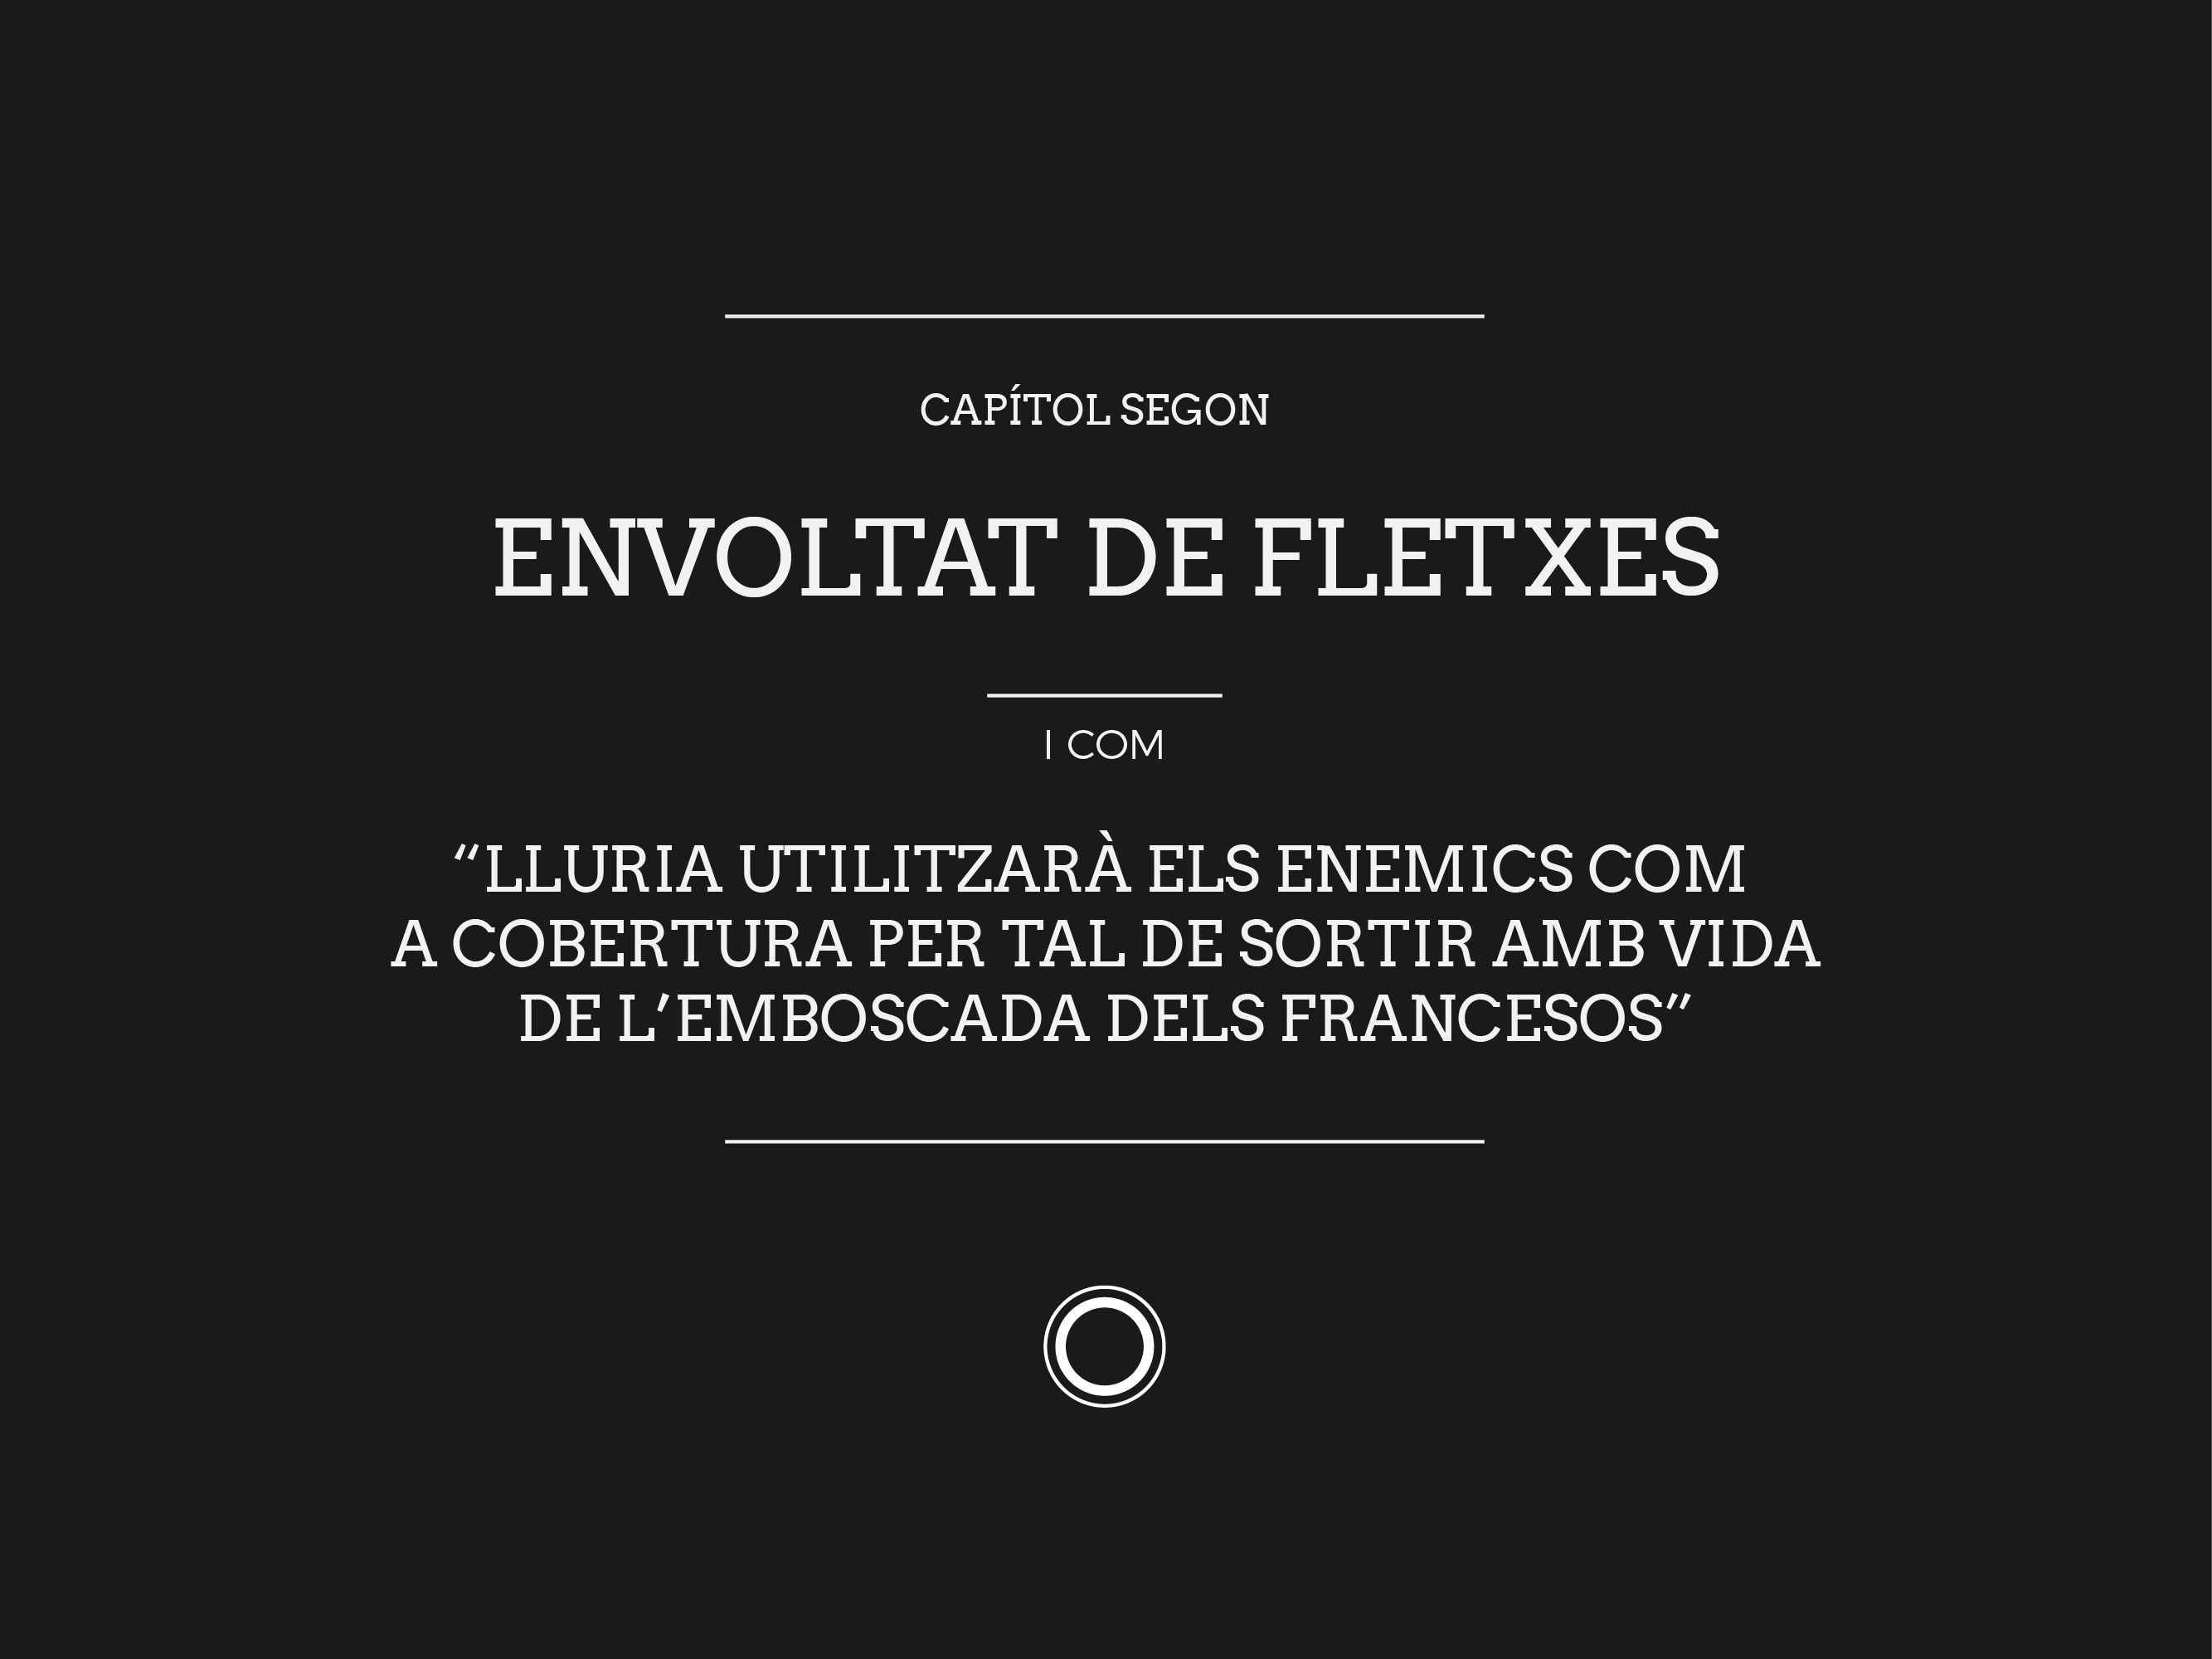 CAPÍTOL SEGON
ENVOLTAT DE FLETXES
I COM
“LLURIA UTILITZARÀ ELS ENEMICS COM
A COBERTURA PER TAL DE SORTIR AMB VIDA
DE L’EMBOSCADA DELS FRANCESOS”